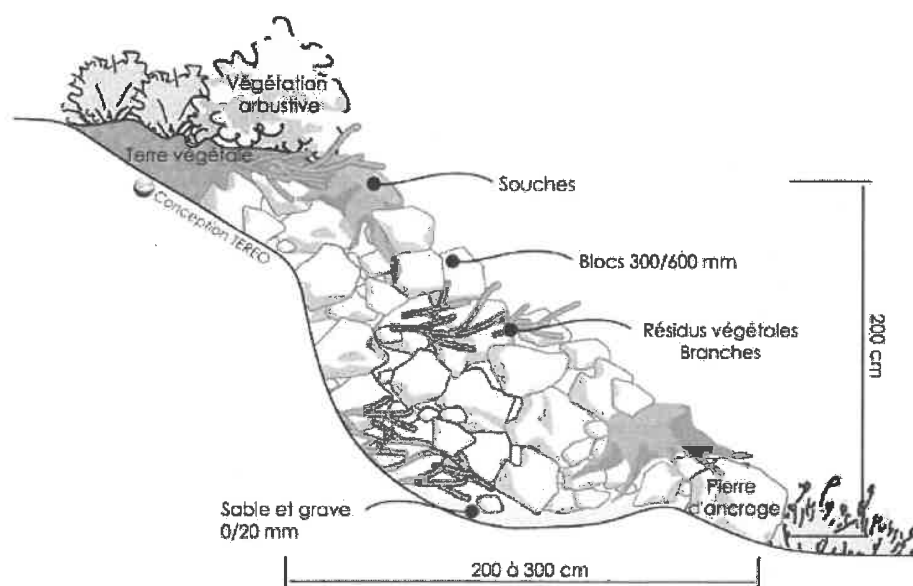 Végétation
arbustive
Terre végétale
Conception TEREO
Souches
Blocs 300/600 mm
Résidus végétales
Branches
200 cm
Pierre
d'ancrage
Sable et grave
0/20 mm
200 à 300 cm